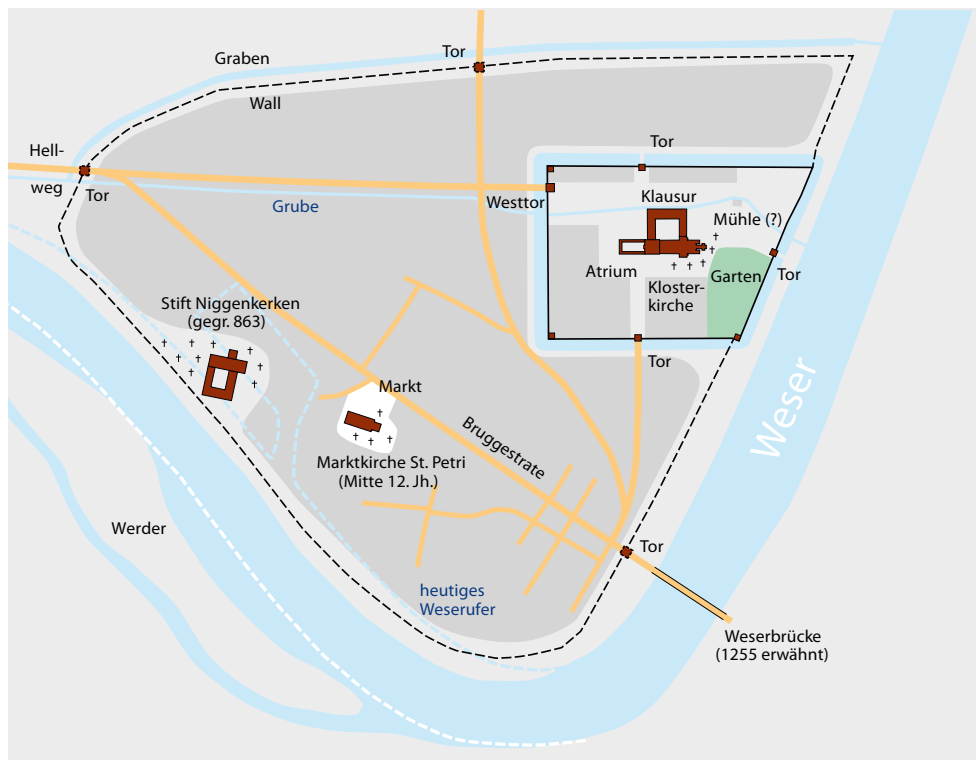 Graben
Tor
Wall
Hell-
weg
Tor
Grube
Westtor
Tor
Klausur
Mühle (?)
Atrium
Kloster-
kirche
Garten
Tor
Tor
Stift Niggenkerken
(gegr. 863)
Markt
Marktkirche St. Petri
(Mitte 12. Jh.)
Bruggestrate
Weser
Werder
heutiges
Weserufer
Tor
Weserbrücke
(1255 erwähnt)